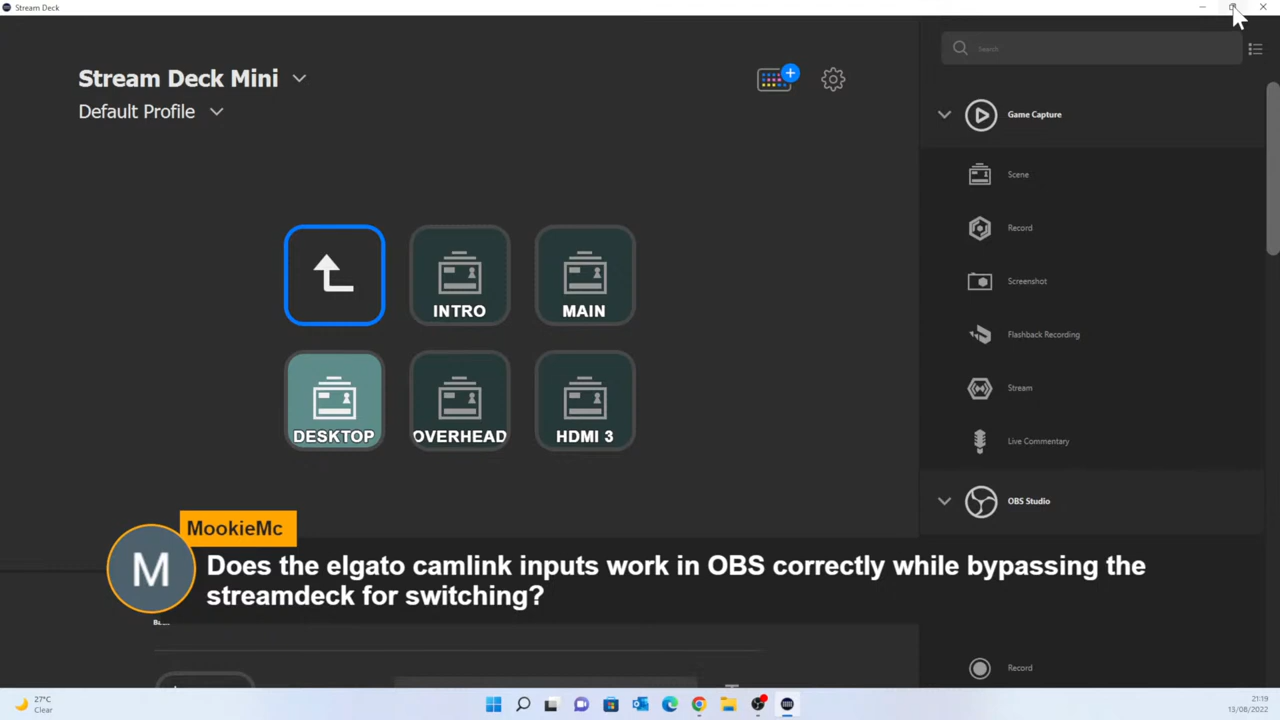 Stream Deck
Stream Deck Mini
Default Profile
Search
Game Capture
Scene
Record
Screenshot
Flashback Recording
Stream
Live Commentary
OBS Studio
Record
INTRO
MAIN
DESKTOP
OVERHEAD
HDMI 3
MookieMc
M
Does the elgato camlink inputs work in OBS correctly while bypassing the
streamdeck for switching?
27°C
Clear
21:19
13/08/2022